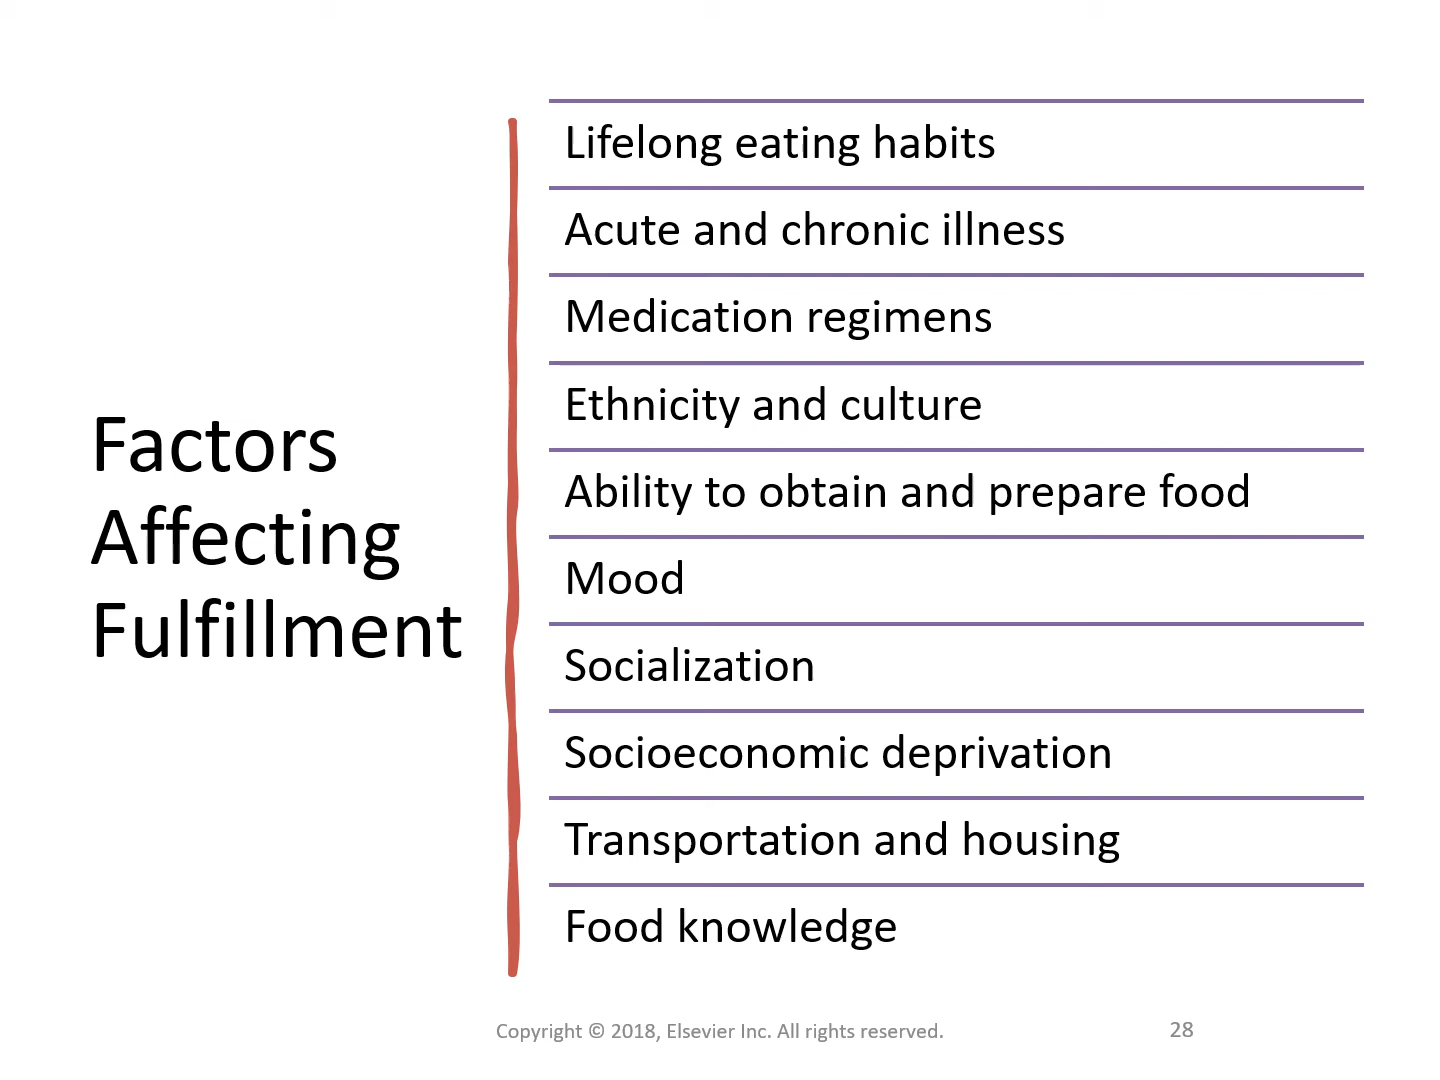 Factors
Affecting
Fulfillment
Lifelong eating habits
Acute and chronic illness
Medication regimens
Ethnicity and culture
Ability to obtain and prepare food
Mood
Socialization
Socioeconomic deprivation
Transportation and housing
Food knowledge
Copyright © 2018, Elsevier Inc. All rights reserved.
28